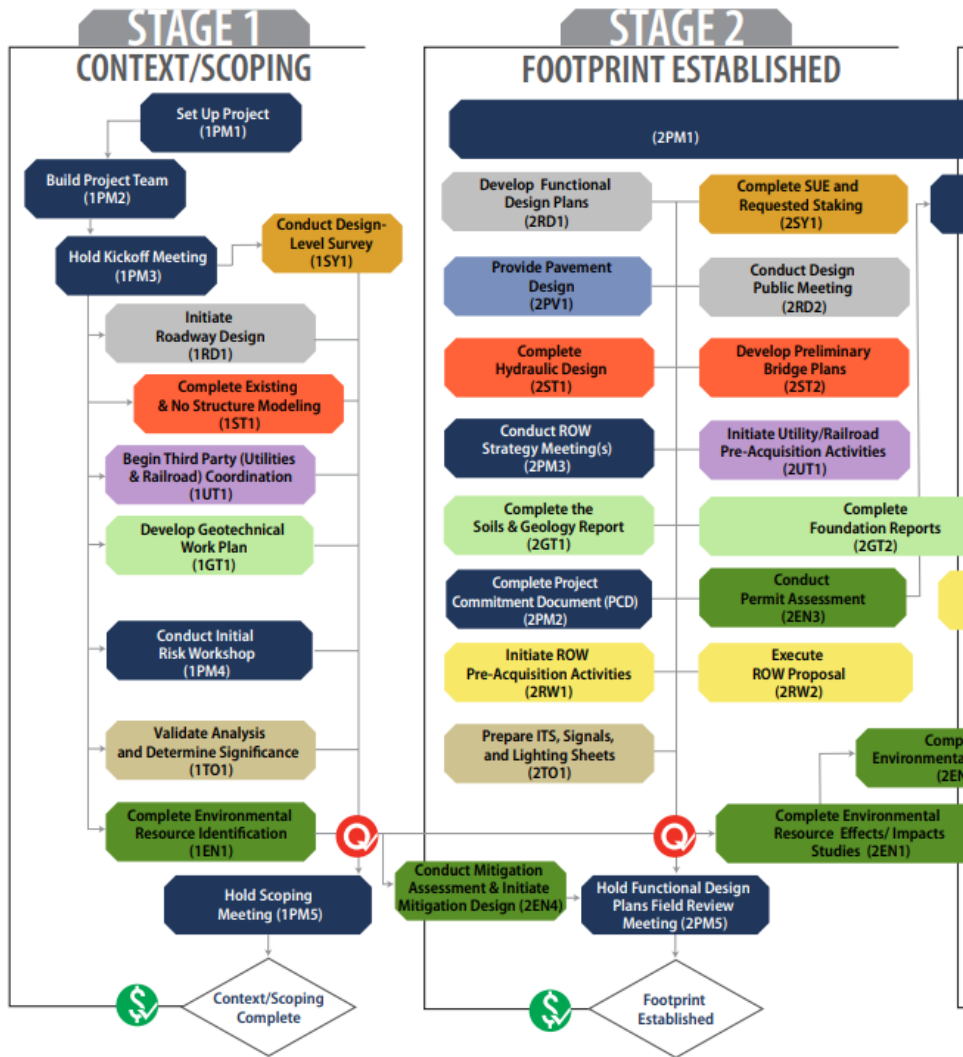 STAGE 1
CONTEXT/SCOPING
Set Up Project
(1PM1)
Build Project Team
(1PM2)
Hold Kickoff Meeting
(1PM3)
Conduct Design-
Level Survey
(1SY1)
Initiate
Roadway Design
(1RD1)
Complete Existing
& No Structure Modeling
(1ST1)
Begin Third Party (Utilities
& Railroad) Coordination
(1UT1)
Develop Geotechnical
Work Plan
(1GT1)
Conduct Initial
Risk Workshop
(1PM4)
Validate Analysis
and Determine Significance
(1TO1)
Complete Environmental
Resource Identification
(1EN1)
Q
Hold Scoping
Meeting (1PM5)
$
Context/Scoping
Complete
STAGE 2
FOOTPRINT ESTABLISHED
(2PM1)
Develop Functional
Design Plans
(2RD1)
Complete SUE and
Requested Staking
(2SY1)
Provide Pavement
Design
(2PV1)
Conduct Design
Public Meeting
(2RD2)
Complete
Hydraulic Design
(2ST1)
Develop Preliminary
Bridge Plans
(2ST2)
Conduct ROW
Strategy Meeting(s)
(2PM3)
Initiate Utility/Railroad
Pre-Acquisition Activities
(2UT1)
Complete the
Soils & Geology Report
(2GT1)
Complete
Foundation Reports
(2GT2)
Complete Project
Commitment Document (PCD)
(2PM2)
Conduct
Permit Assessment
(2EN3)
Initiate ROW
Pre-Acquisition Activities
(2RW1)
Execute
ROW Proposal
(2RW2)
Prepare ITS, Signals,
and Lighting Sheets
(2TO1)
Comp
Environmenta
(2EN
Q
Complete Environmental
Resource Effects/ Impacts
Studies (2EN1)
Conduct Mitigation
Assessment & Initiate
Mitigation Design (2EN4)
Hold Functional Design
Plans Field Review
Meeting (2PM5)
$
Footprint
Established